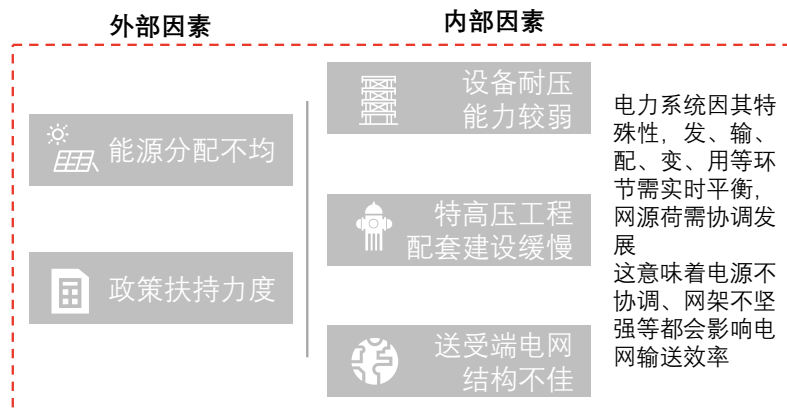 外部因素
内部因素
能源分配不均
政策扶持力度
设备耐压
能力较弱
特高压工程
配套建设缓慢
送受端电网
结构不佳
电力系统因其特
殊性，发、输、
配、变、用等环
节需实时平衡，
网源荷需协调发
展
这意味着电源不
协调、网架不坚
强等都会影响电
网输送效率